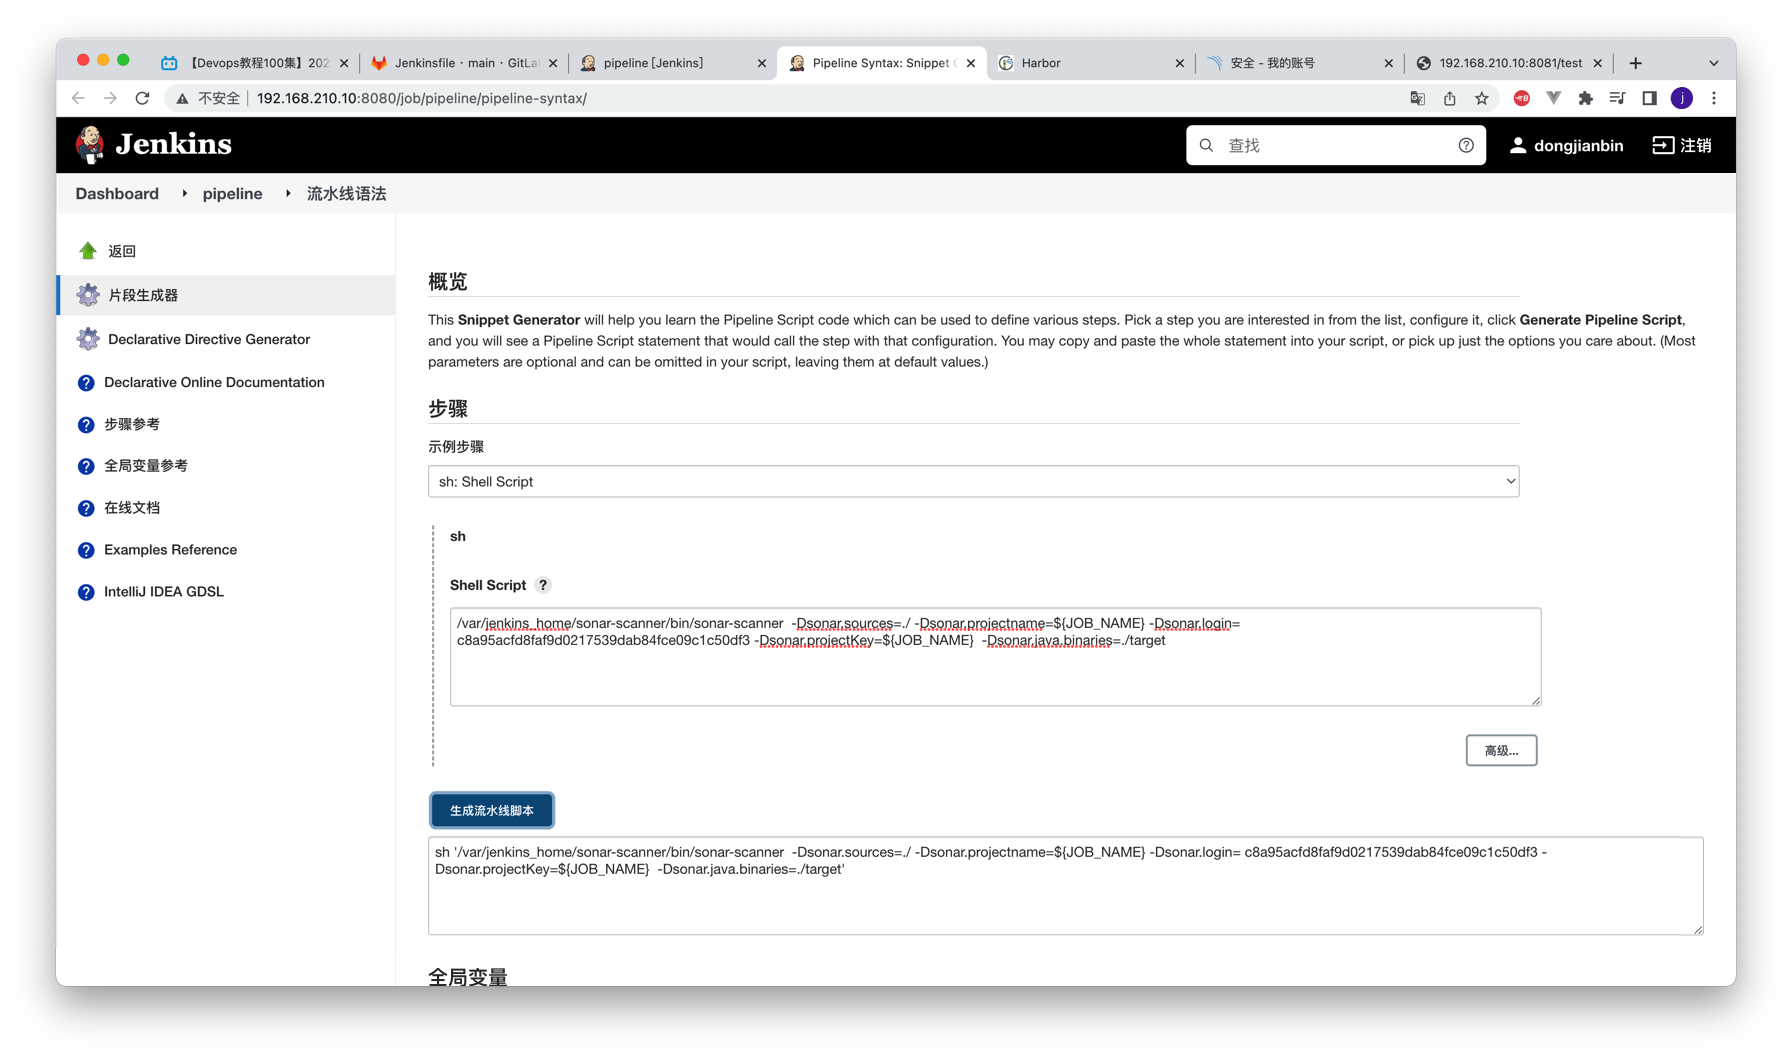 【Devops教程100集】202
Jenkinsfile · main · GitLa
pipeline [Jenkins]
Pipeline Syntax: Snippet
Harbor
安全 - 我的账号
192.168.210.10:8081/test
不安全
192.168.210.10:8080/job/pipeline/pipeline-syntax/
j
Jenkins
查找
dongjianbin
注销
Dashboard
pipeline
流水线语法
返回
片段生成器
Declarative Directive Generator
Declarative Online Documentation
步骤参考
全局变量参考
在线文档
Examples Reference
IntelliJ IDEA GDSL
概览
This Snippet Generator will help you learn the Pipeline Script code which can be used to define various steps. Pick a step you are interested in from the list, configure it, click Generate Pipeline Script,
and you will see a Pipeline Script statement that would call the step with that configuration. You may copy and paste the whole statement into your script, or pick up just the options you care about. (Most
parameters are optional and can be omitted in your script, leaving them at default values.)
步骤
示例步骤
sh: Shell Script
sh
Shell Script ?
/var/jenkins_home/sonar-scanner/bin/sonar-scanner  -Dsonar.sources=./ -Dsonar.projectname=${JOB_NAME} -Dsonar.login=
c8a95acfd8faf9d0217539dab84fce09c1c50df3 -Dsonar.projectKey=${JOB_NAME}  -Dsonar.java.binaries=./target
高级...
生成流水线脚本
sh '/var/jenkins_home/sonar-scanner/bin/sonar-scanner  -Dsonar.sources=./ -Dsonar.projectname=${JOB_NAME} -Dsonar.login= c8a95acfd8faf9d0217539dab84fce09c1c50df3 -
Dsonar.projectKey=${JOB_NAME}  -Dsonar.java.binaries=./target'
全局变量